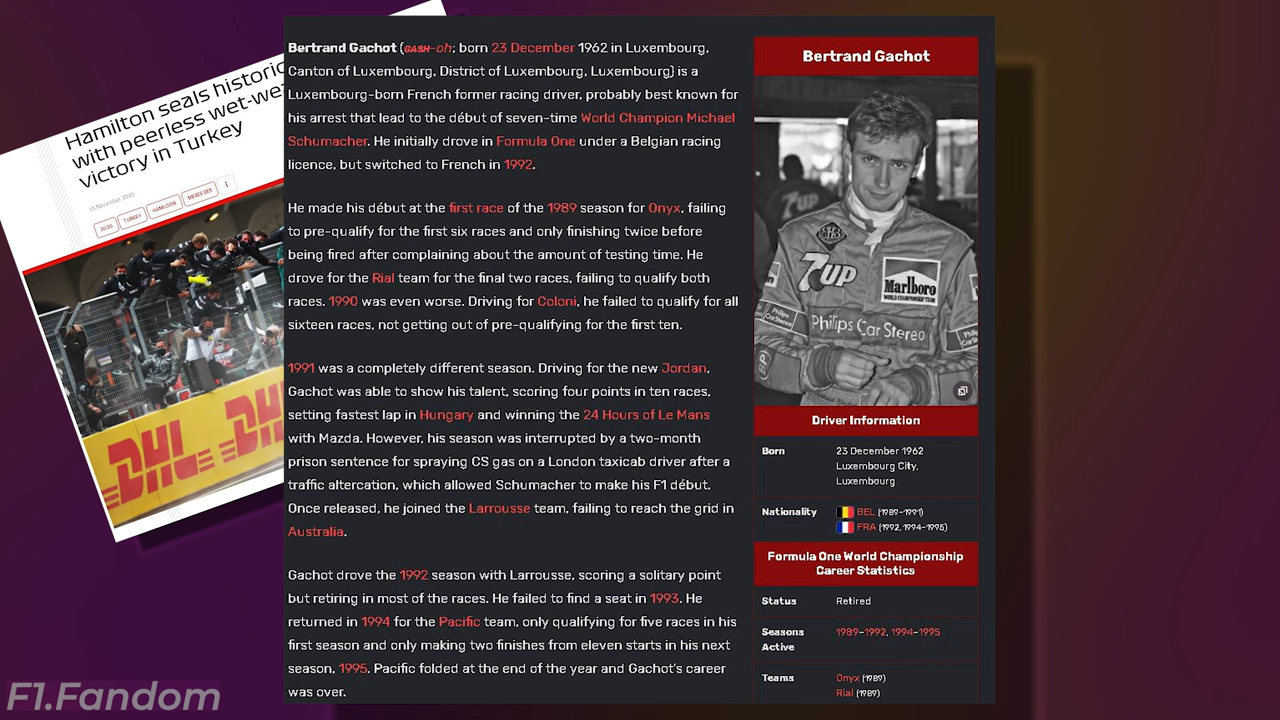 Hamilton seals historic
with peerless wet-we
victory in Turkey
15 November 2020
2020
TURKEY
HAMILTON
MERCEDES
DHL
Bertrand Gachot (GASH-oh; born 23 December 1962 in Luxembourg,
Canton of Luxembourg, District of Luxembourg, Luxembourg) is a
Luxembourg-born French former racing driver, probably best known for
his arrest that lead to the début of seven-time World Champion Michael
Schumacher. He initially drove in Formula One under a Belgian racing
licence, but switched to French in 1992.
He made his début at the first race of the 1989 season for Onyx, failing
to pre-qualify for the first six races and only finishing twice before
being fired after complaining about the amount of testing time. He
drove for the Rial team for the final two races, failing to qualify both
races. 1990 was even worse. Driving for Coloni, he failed to qualify for all
sixteen races, not getting out of pre-qualifying for the first ten.
1991 was a completely different season. Driving for the new Jordan,
Gachot was able to show his talent, scoring four points in ten races,
setting fastest lap in Hungary and winning the 24 Hours of Le Mans
with Mazda. However, his season was interrupted by a two-month
prison sentence for spraying CS gas on a London taxicab driver after a
traffic altercation, which allowed Schumacher to make his F1 début.
Once released, he joined the Larrousse team, failing to reach the grid in
Australia.
Gachot drove the 1992 season with Larrousse, scoring a solitary point
but retiring in most of the races. He failed to find a seat in 1993. He
returned in 1994 for the Pacific team, only qualifying for five races in his
first season and only making two finishes from eleven starts in his next
season, 1995. Pacific folded at the end of the year and Gachot's career
was over.
Bertrand Gachot
7UP
7UP
Marlboro
WORLD CHAMPIONSHIP TEAM
Philips Car Stereo
Philips
Car Stereo
Driver Information
Born 23 December 1962
Luxembourg City,
Luxembourg
Nationality BEL (1989-1991)
FRA (1992, 1994-1995)
Formula One World Championship
Career Statistics
Status Retired
Seasons Active 1989-1992, 1994-1995
Teams Onyx (1989)
Rial (1989)
F1.Fandom